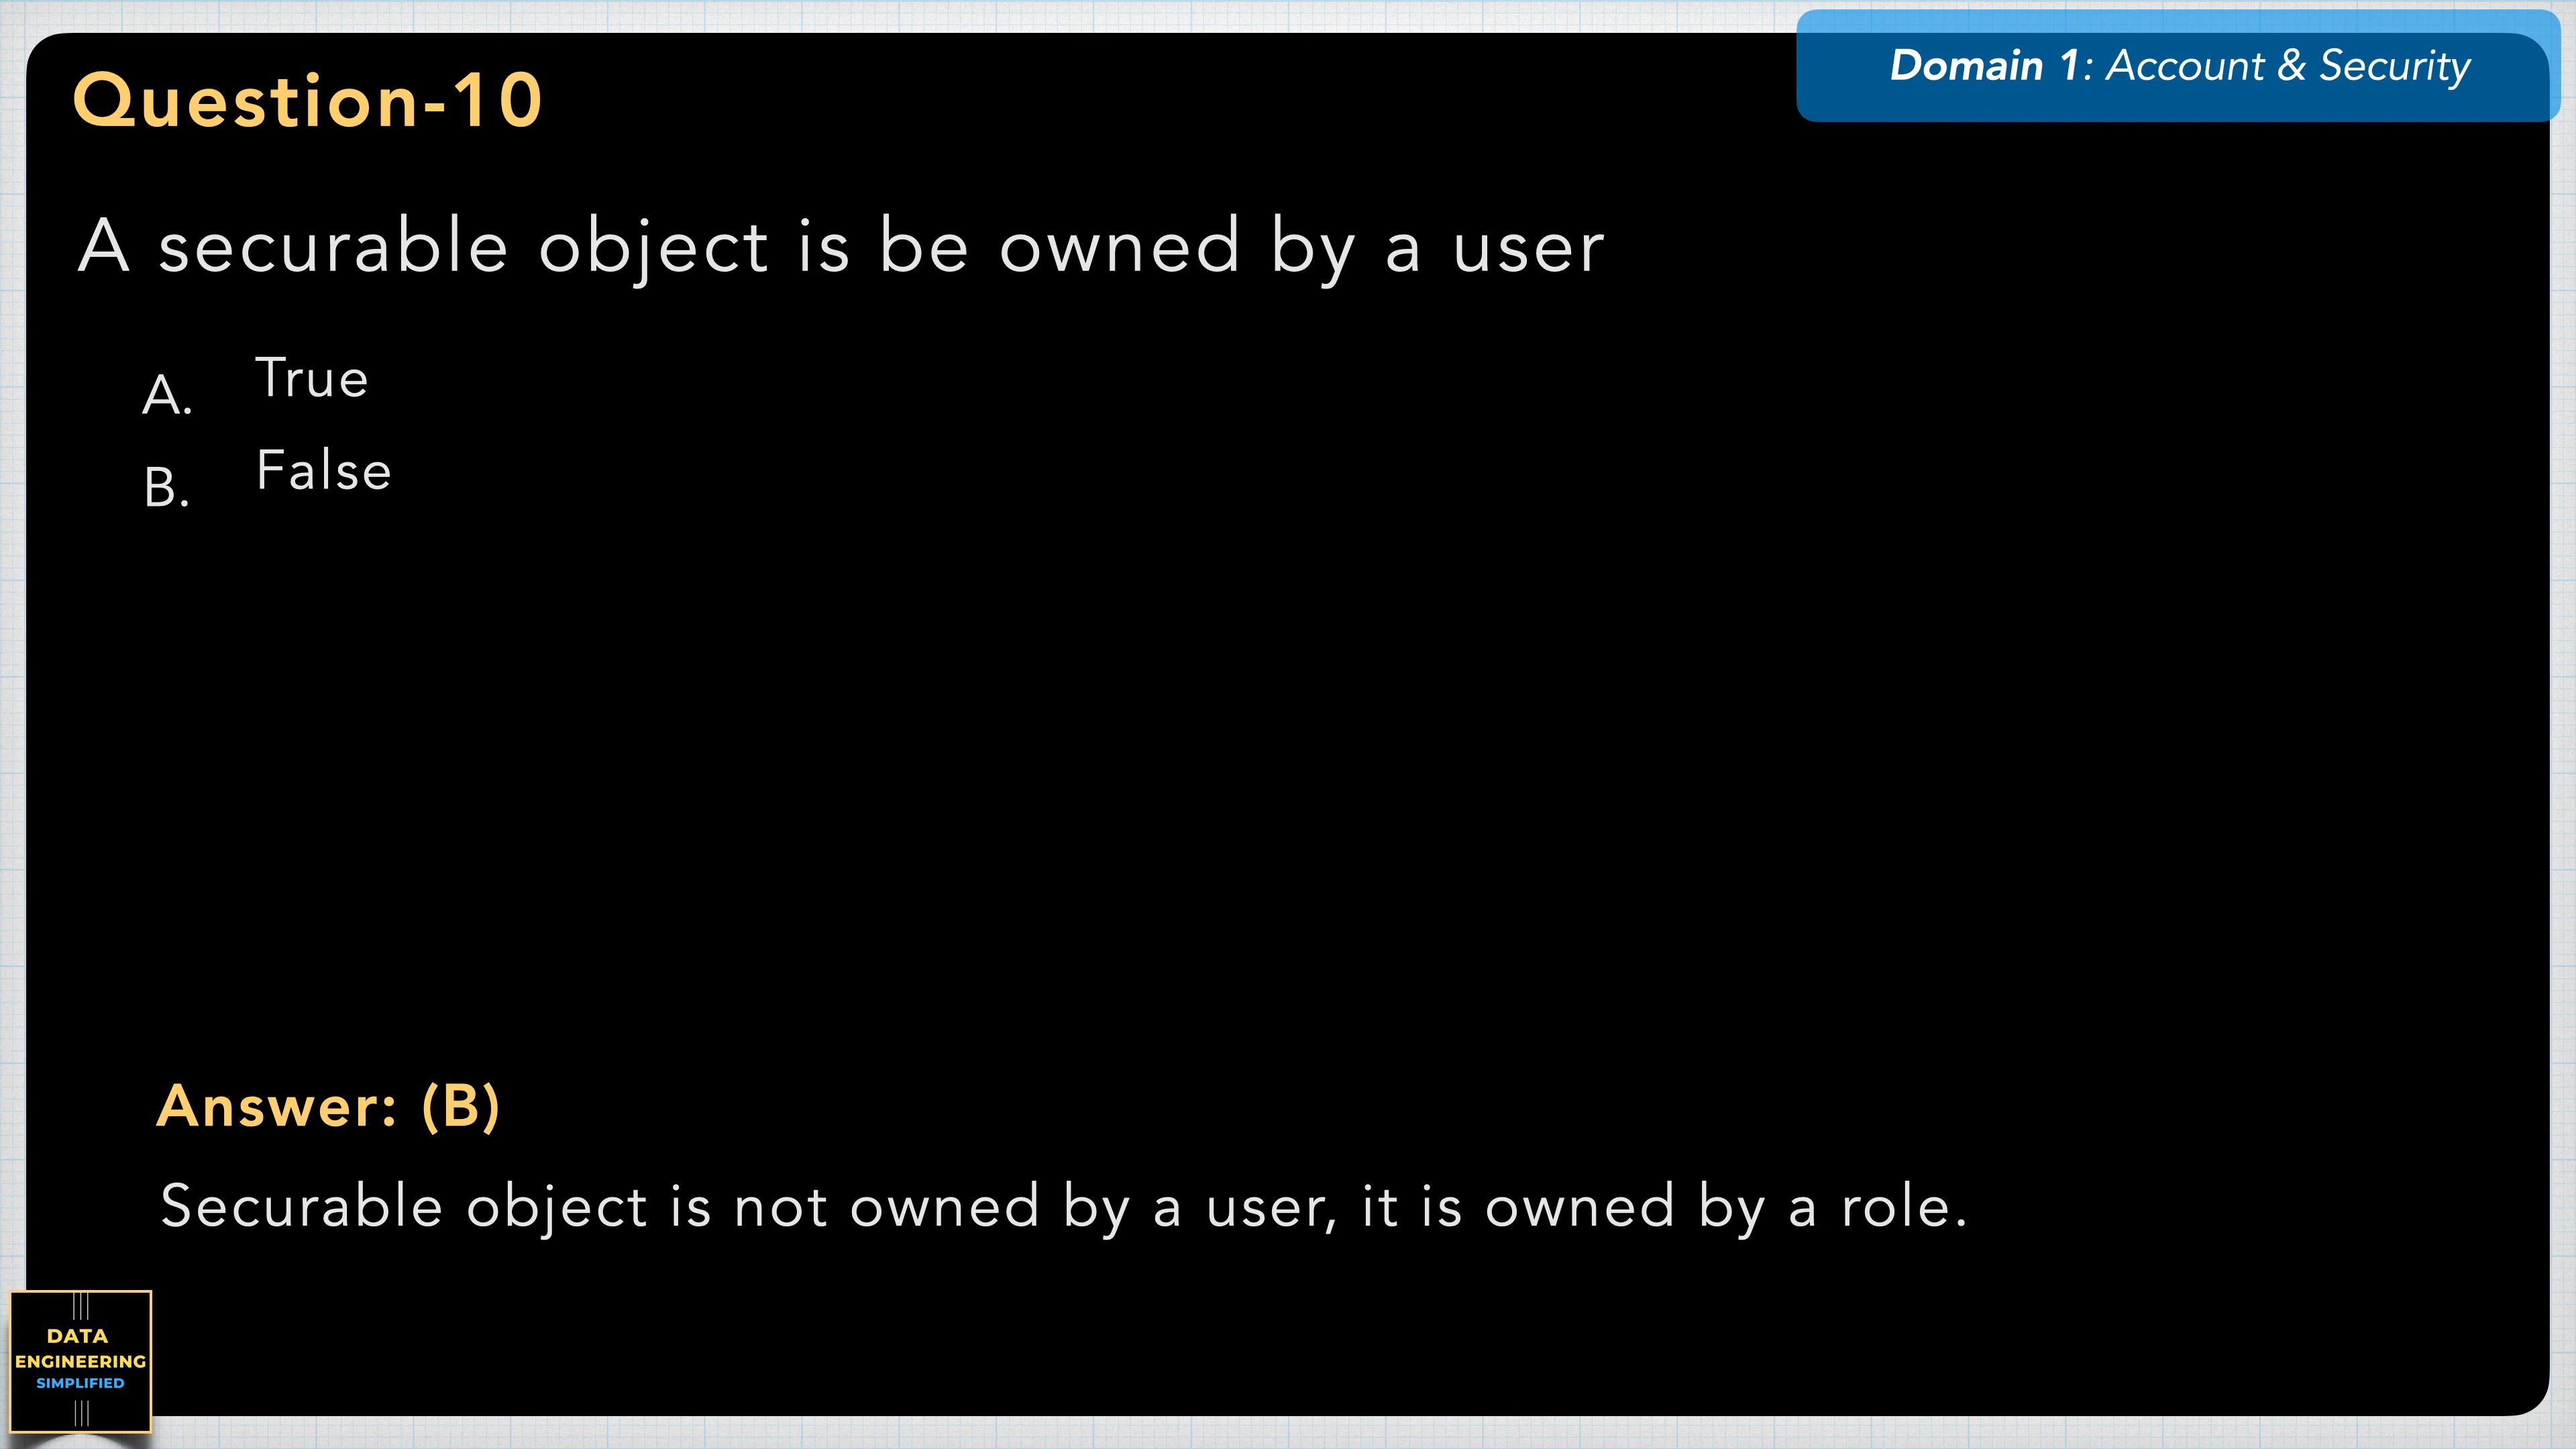 Domain 1: Account & Security
Question-10
A securable object is be owned by a user
A. True
B. False
Answer: (B)
Securable object is not owned by a user, it is owned by a role.
DATA
ENGINEERING
SIMPLIFIED